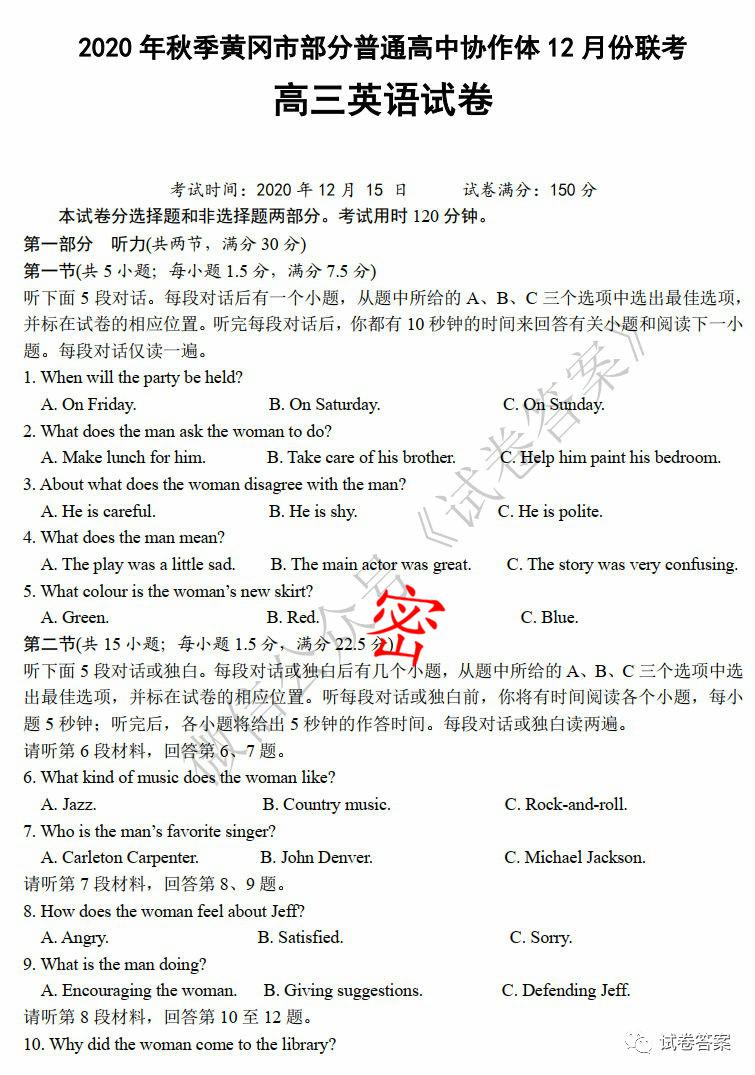 2020 年秋季黄冈市部分普通高中协作体 12 月份联考
高三英语试卷
考试时间：2020 年 12 月 15 日 试卷满分：150 分
本试卷分选择题和非选择题两部分。考试用时 120 分钟。
第一部分 听力(共两节，满分 30 分)
第一节(共 5 小题；每小题 1.5 分，满分 7.5 分)
听下面 5 段对话。每段对话后有一个小题，从题中所给的 A、B、C 三个选项中选出最佳选项，
并标在试卷的相应位置。听完每段对话后，你都有 10 秒钟的时间来回答有关小题和阅读下一小
题。每段对话仅读一遍。
1. When will the party be held?
A. On Friday. B. On Saturday. C. On Sunday.
2. What does the man ask the woman to do?
A. Make lunch for him. B. Take care of his brother. C. Help him paint his bedroom.
3. About what does the woman disagree with the man?
A. He is careful. B. He is shy. C. He is polite.
4. What does the man mean?
A. The play was a little sad. B. The main actor was great. C. The story was very confusing.
5. What colour is the woman's new skirt?
A. Green. B. Red. C. Blue.
密
第二节(共 15 小题；每小题 1.5 分，满分 22.5 分)
听下面 5 段对话或独白。每段对话或独白后有几个小题，从题中所给的 A、B、C 三个选项中选
出最佳选项，并标在试卷的相应位置。听每段对话或独白前，你将有时间阅读各个小题，每小
题 5 秒钟；听完后，各小题将给出 5 秒钟的作答时间。每段对话或独白读两遍。
请听第 6 段材料，回答第 6、7 题。
6. What kind of music does the woman like?
A. Jazz. B. Country music. C. Rock-and-roll.
7. Who is the man's favorite singer?
A. Carleton Carpenter. B. John Denver. C. Michael Jackson.
请听第 7 段材料，回答第 8、9 题。
8. How does the woman feel about Jeff?
A. Angry. B. Satisfied. C. Sorry.
9. What is the man doing?
A. Encouraging the woman. B. Giving suggestions. C. Defending Jeff.
请听第 8 段材料，回答第 10 至 12 题。
10. Why did the woman come to the library?
微信公众号《试卷答案》
试卷答案